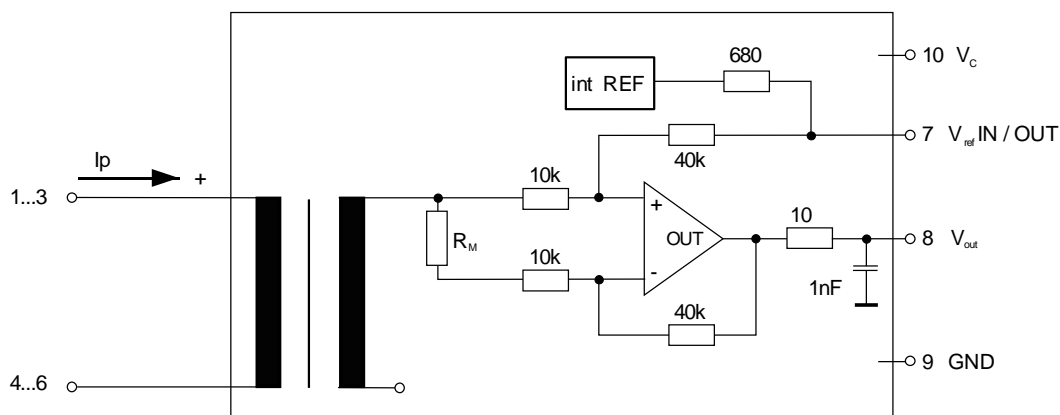 680
10 V_C
int REF
7 V_ref IN / OUT
40k
Ip
+
10k
1...3
+
10
OUT
8 V_out
R_M
10k
-
1nF
40k
9 GND
4...6